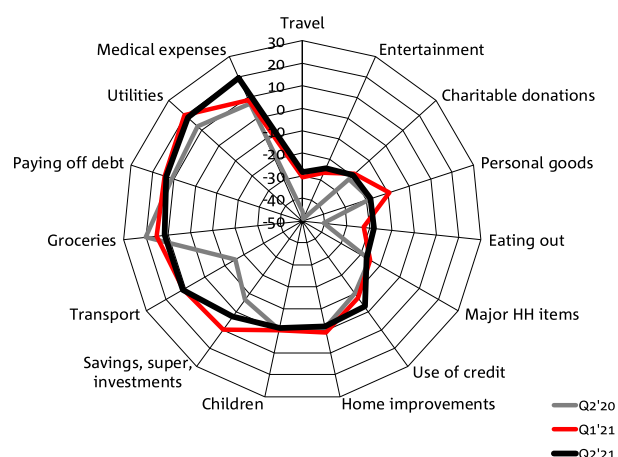 Travel
30
20
10
0
-10
-20
-30
-40
-50
Entertainment
Charitable donations
Personal goods
Eating out
Major HH items
Use of credit
Home improvements
Children
Savings, super,
investments
Transport
Groceries
Paying off debt
Utilities
Medical expenses
Q2'20
Q1'21
Q2'21